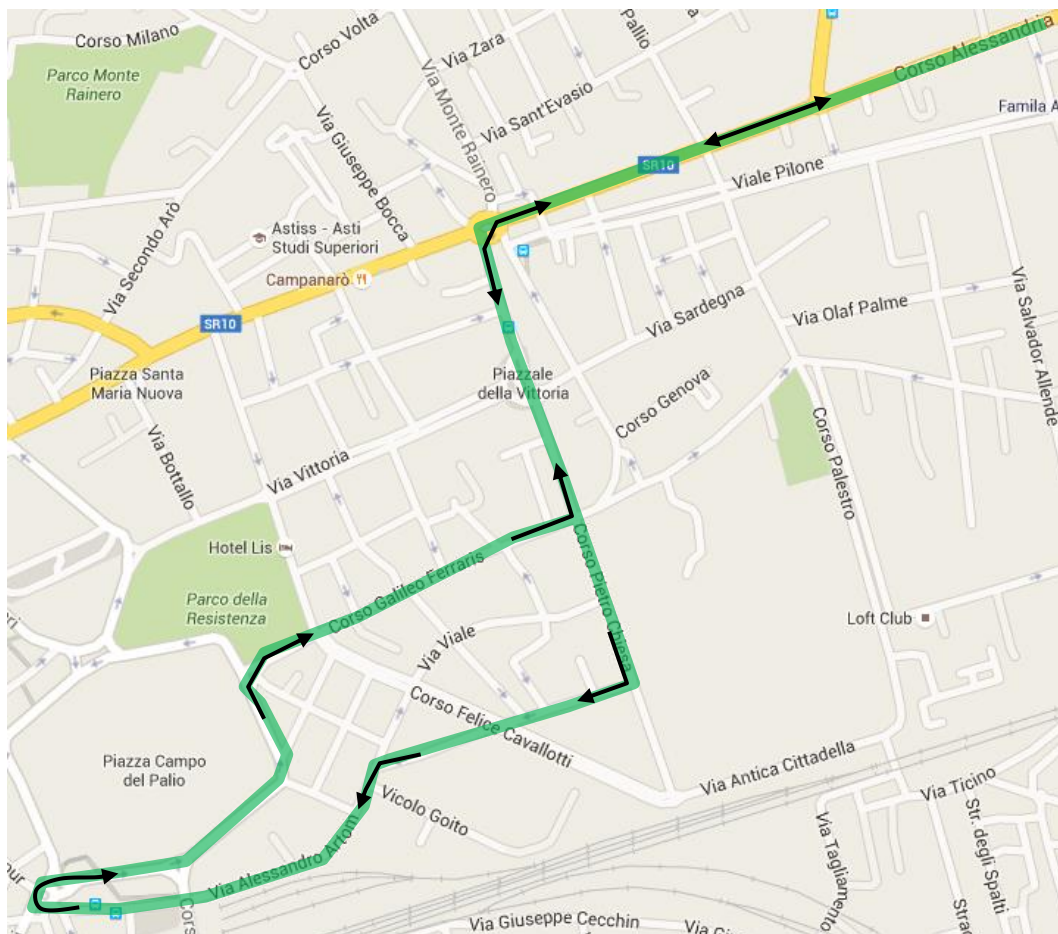 Corso Milano
Corso Volta
Via Zara
Pallio
Parco Monte
Rainero
Via Monte Rainero
Via Sant'Evasio
Corso Alessandria
Famila A
Via Giuseppe Bocca
SR10
Viale Pilone
Via Secondo Arò
Astiss - Asti
Studi Superiori
Campanarò
SR10
Via Sardegna
Via Olaf Palme
Via Salvador Allende
Piazza Santa
Maria Nuova
Piazzale
della Vittoria
Corso Genova
Via Bottallo
Via Vittoria
Corso Palestro
Hotel Lis
Corso Pietro Chiesa
Parco della
Resistenza
Corso Galileo Ferraris
Loft Club
Via Viale
Corso Felice Cavallotti
Piazza Campo
del Palio
Via Antica Cittadella
Via Ticino
Vicolo Goito
Via Tagliamento
Str. degli Spalti
Via Alessandro Artom
our
Cors
Via Giuseppe Cecchin
Via Gi
Strad